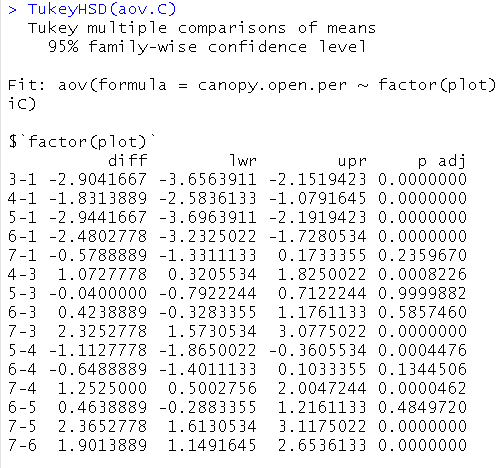 > TukeyHSD(aov.C)
Tukey multiple comparisons of means
95% family-wise confidence level
Fit: aov(formula = canopy.open.per ~ factor(plot)
iC)
$`factor(plot)`
diff lwr upr p adj
3-1 -2.9041667 -3.6563911 -2.1519423 0.0000000
4-1 -1.8313889 -2.5836133 -1.0791645 0.0000000
5-1 -2.9441667 -3.6963911 -2.1919423 0.0000000
6-1 -2.4802778 -3.2325022 -1.7280534 0.0000000
7-1 -0.5788889 -1.3311133 0.1733355 0.2359670
4-3 1.0727778 0.3205534 1.8250022 0.0008226
5-3 -0.0400000 -0.7922244 0.7122244 0.9999882
6-3 0.4238889 -0.3283355 1.1761133 0.5857460
7-3 2.3252778 1.5730534 3.0775022 0.0000000
5-4 -1.1127778 -1.8650022 -0.3605534 0.0004476
6-4 -0.6488889 -1.4011133 0.1033355 0.1344506
7-4 1.2525000 0.5002756 2.0047244 0.0000462
6-5 0.4638889 -0.2883355 1.2161133 0.4849720
7-5 2.3652778 1.6130534 3.1175022 0.0000000
7-6 1.9013889 1.1491645 2.6536133 0.0000000